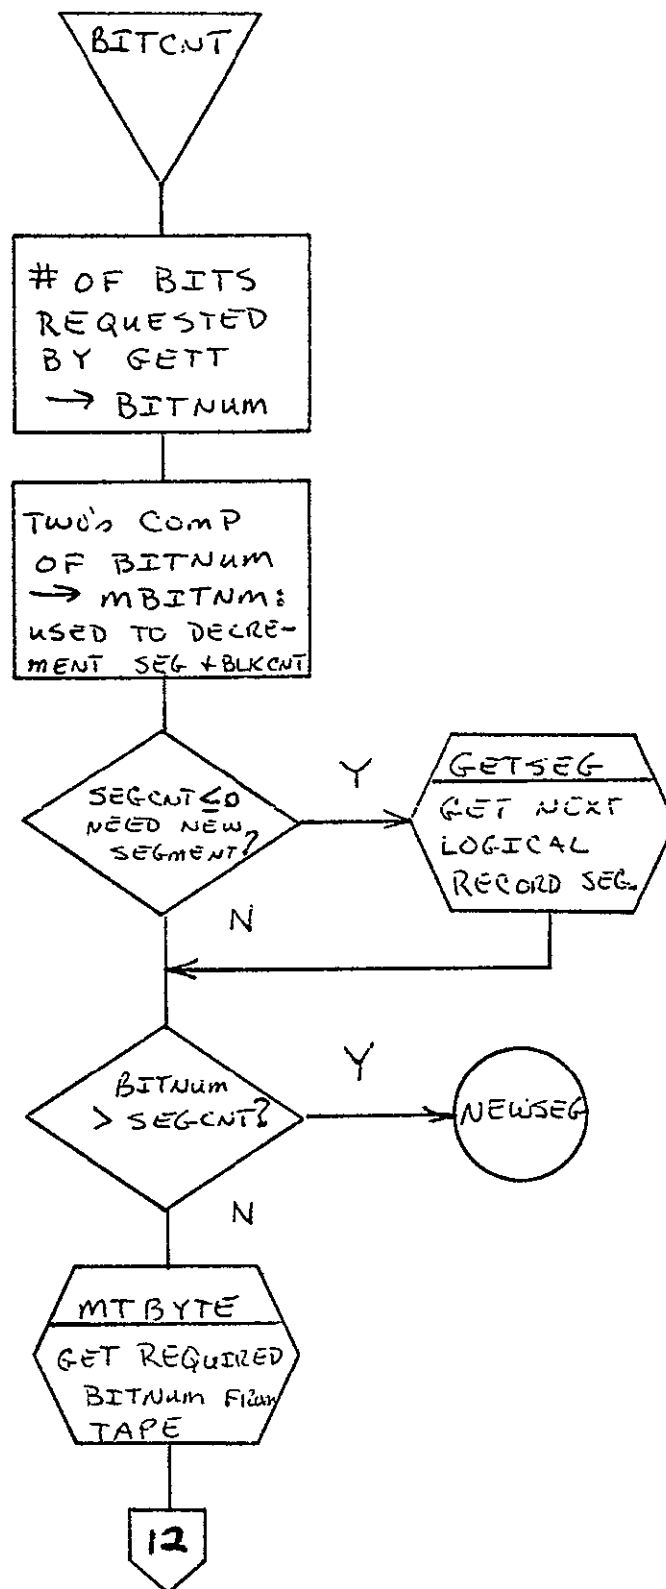 BITCNT
# OF BITS
REQUESTED
BY GETT
→ BITNUM
TWO'S COMP
OF BITNUM
→ MBITNM:
USED TO DECRE-
MENT SEG + BLKCNT
SEGCNT ≤ 0
NEED NEW
SEGMENT?
Y
GETSEG
GET NEXT
LOGICAL
RECORD SEG.
N
BITNUM
> SEGCNT?
Y
NEWSEG
N
MTBYTE
GET REQUIRED
BITNUM FROM
TAPE
12